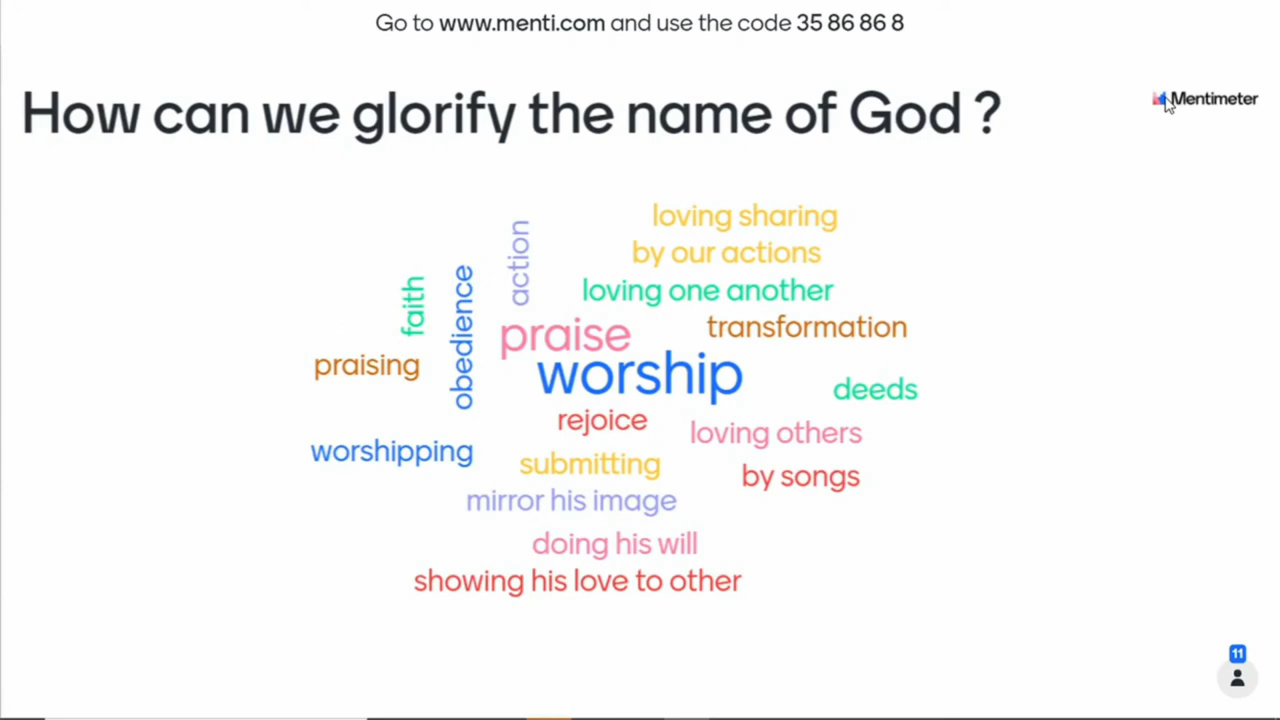 Go to www.menti.com and use the code 35 86 86 8
How can we glorify the name of God ?
Mentimeter
loving sharing
by our actions
action
loving one another
faith
obedience
praise
transformation
praising
worship
deeds
rejoice
loving others
worshipping
submitting
by songs
mirror his image
doing his will
showing his love to other
11